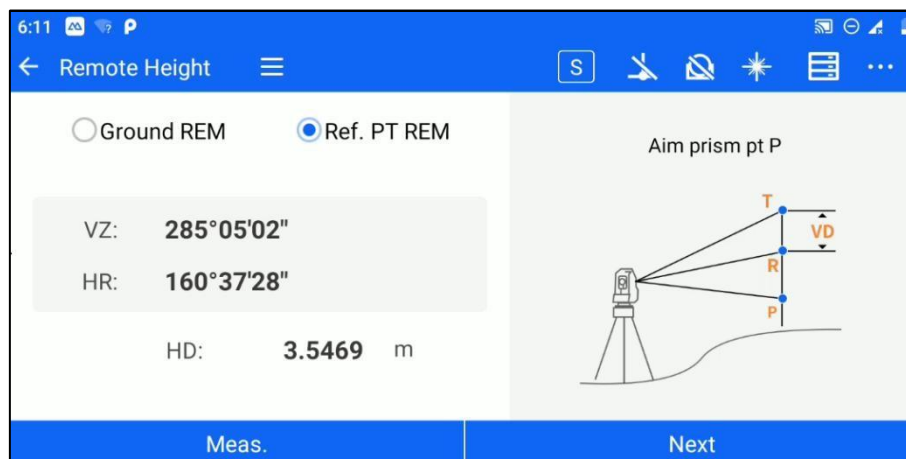 6:11
Remote Height
S
Ground REM
Ref. PT REM
Aim prism pt P
VZ: 285°05'02"
HR: 160°37'28"
HD: 3.5469 m
T
VD
R
P
Meas.
Next